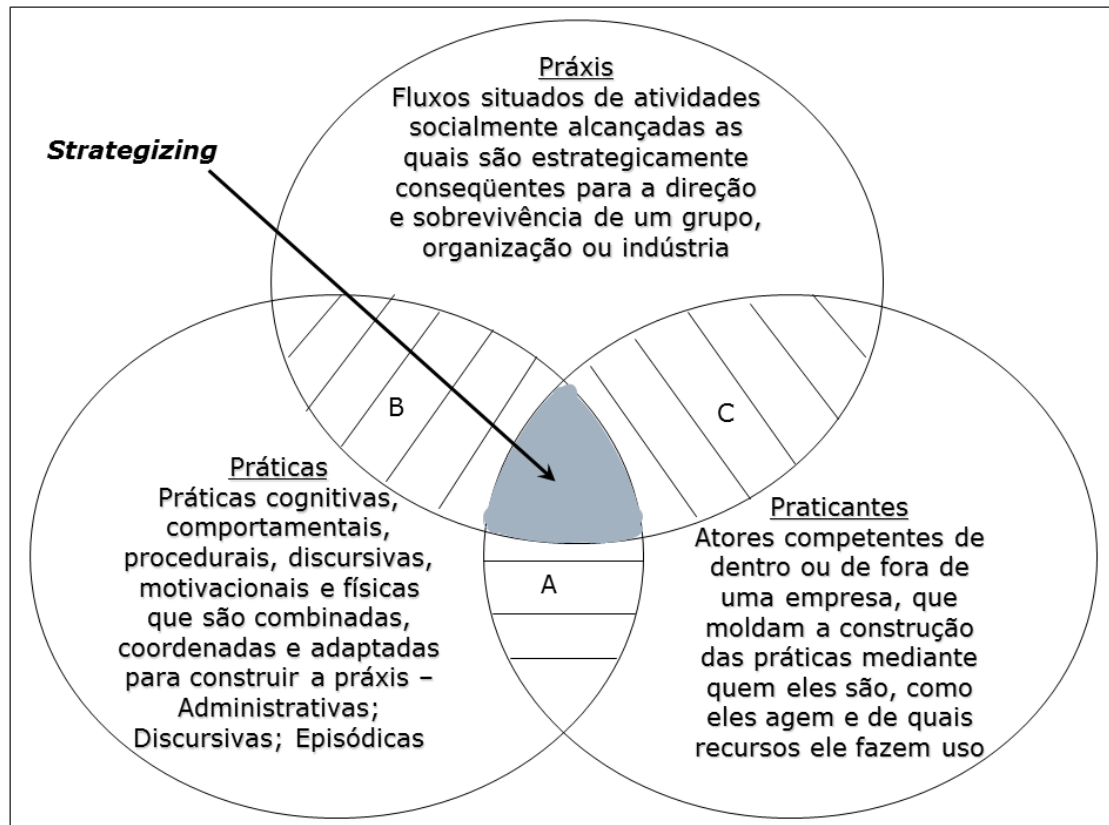 Práxis
Fluxos situados de atividades
socialmente alcançadas as
quais são estrategicamente
conseqüentes para a direção
e sobrevivência de um grupo,
organização ou indústria
Strategizing
B
C
Práticas
Práticas cognitivas,
comportamentais,
procedurais, discursivas,
motivacionais e físicas
que são combinadas,
coordenadas e adaptadas
para construir a práxis –
Administrativas;
Discursivas; Episódicas
A
Praticantes
Atores competentes de
dentro ou de fora de
uma empresa, que
moldam a construção
das práticas mediante
quem eles são, como
eles agem e de quais
recursos ele fazem uso